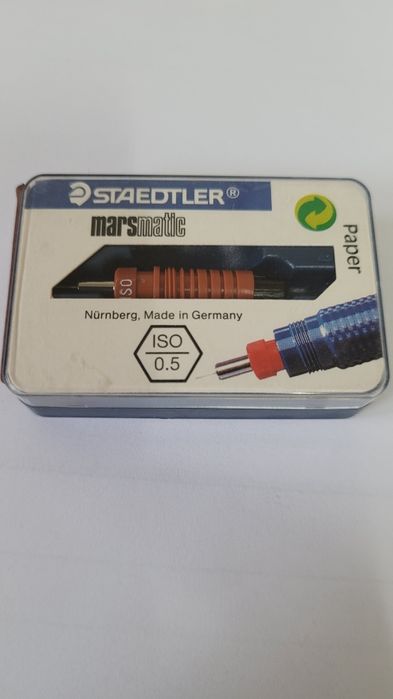 STAEDTLER®
marsmatic
Paper
ISO
Nürnberg, Made in Germany
ISO
0.5